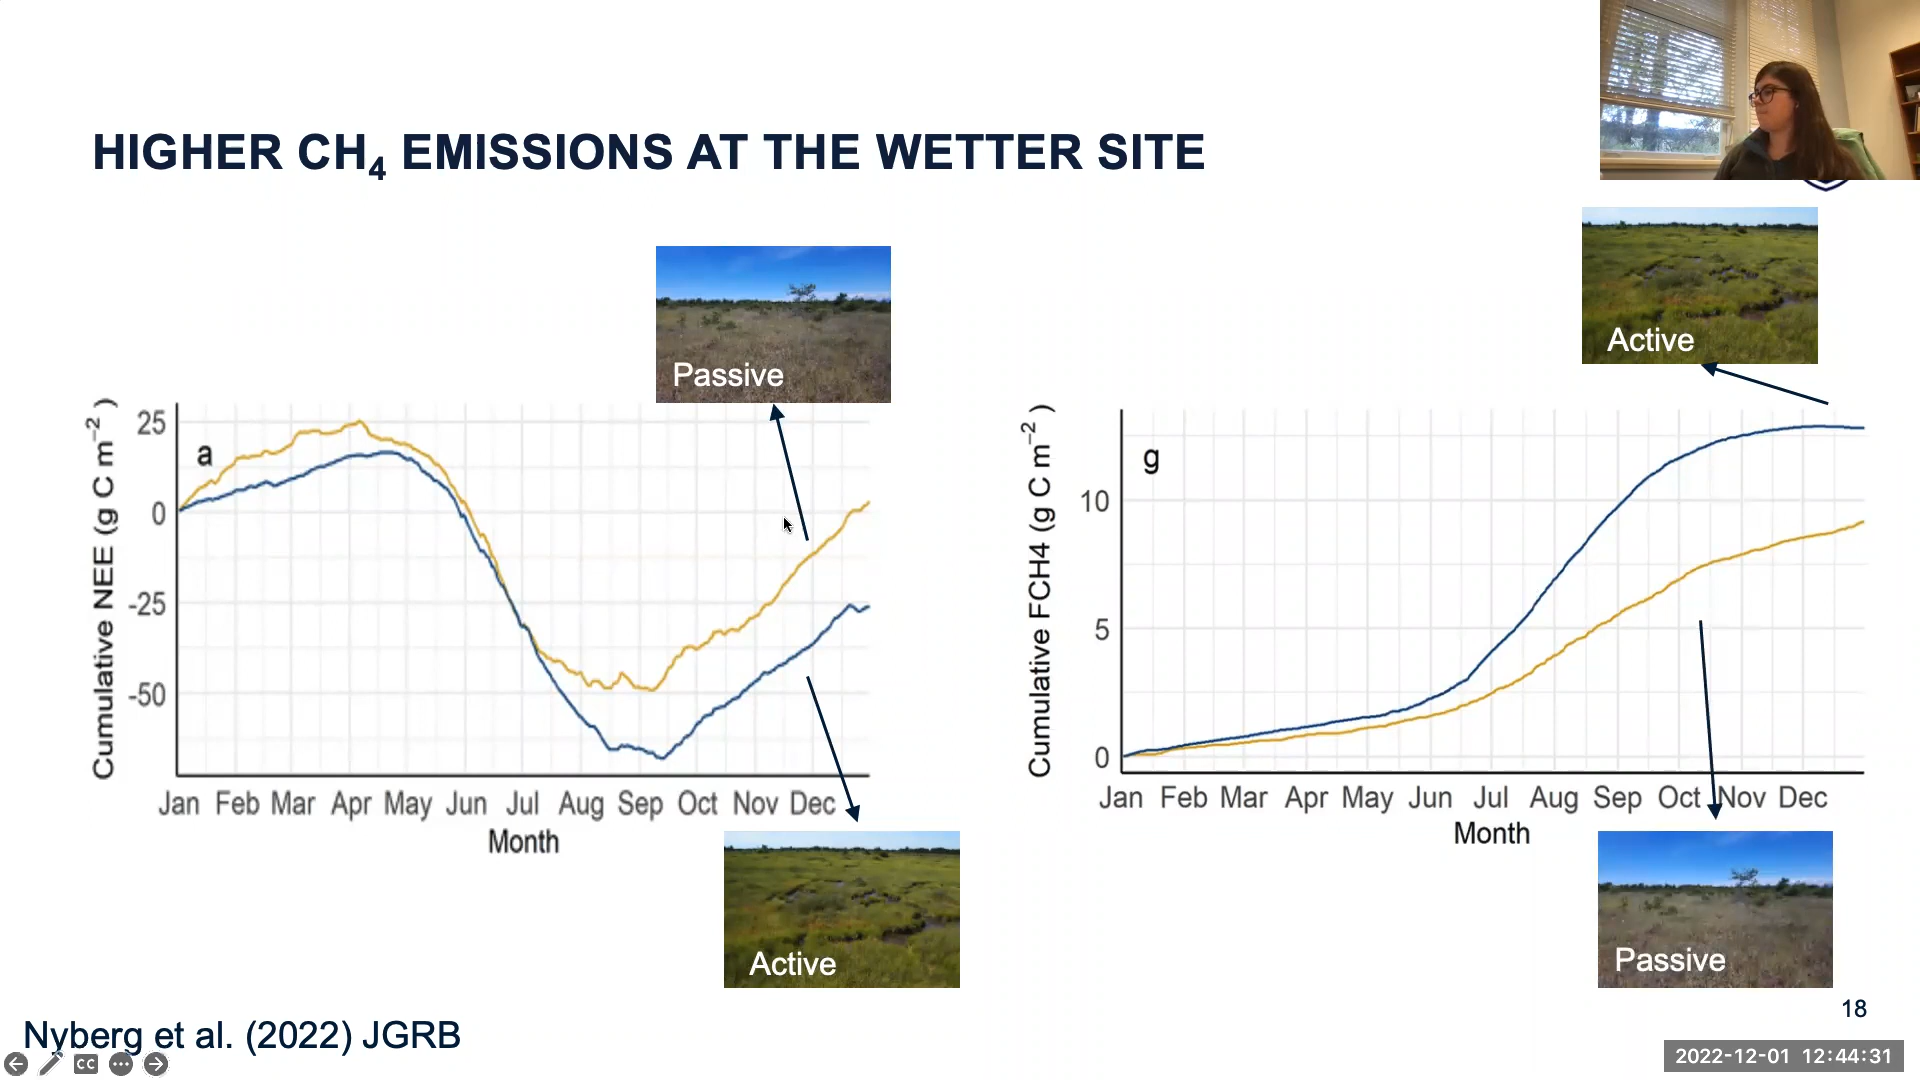 HIGHER CH₄ EMISSIONS AT THE WETTER SITE
Passive
Active
Cumulative NEE (g C m⁻²)
25
0
-25
-50
a
Jan Feb Mar Apr May Jun Jul Aug Sep Oct Nov Dec
Month
Active
Cumulative FCH4 (g C m⁻²)
10
5
0
g
Jan Feb Mar Apr May Jun Jul Aug Sep Oct Nov Dec
Month
Passive
18
Nyberg et al. (2022) JGRB
CC
2022-12-01 12:44:31